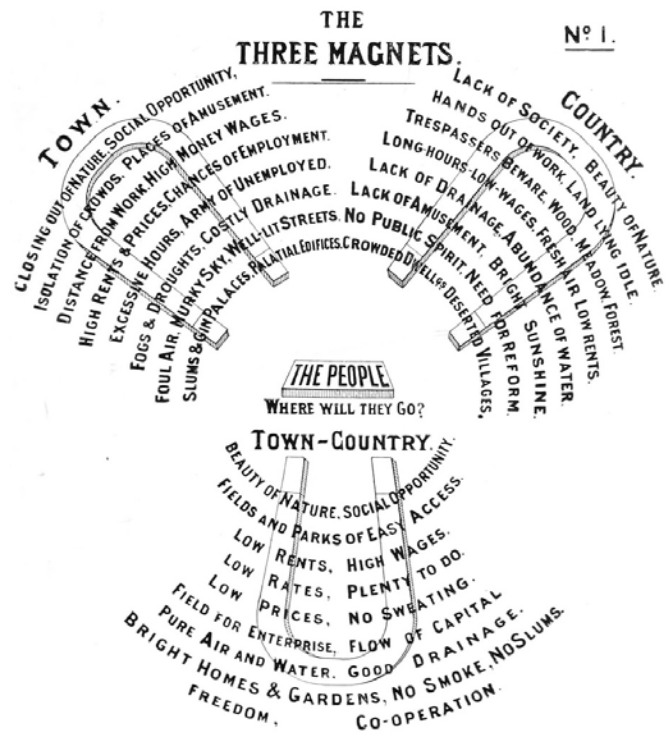 THE
THREE MAGNETS.
Nº 1.
TOWN.
CLOSING OUT OF NATURE. SOCIAL OPPORTUNITY.
ISOLATION OF CROWDS. PLACES OF AMUSEMENT.
DISTANCE FROM WORK. HIGH MONEY WAGES.
HIGH RENTS & PRICES. CHANCES OF EMPLOYMENT.
EXCESSIVE HOURS. ARMY OF UNEMPLOYED.
FOGS & DROUGHTS. COSTLY DRAINAGE.
FOUL AIR. MURKY SKY. WELL-LIT STREETS.
SLUMS & GIN PALACES. PALATIAL EDIFICES.
COUNTRY.
LACK OF SOCIETY. BEAUTY OF NATURE.
HANDS OUT OF WORK. LAND LYING IDLE.
TRESPASSERS BEWARE. WOOD, MEADOW, FOREST.
LONG-HOURS-LOW-WAGES. FRESH AIR LOW RENTS.
LACK OF DRAINAGE. ABUNDANCE OF WATER.
LACK OF AMUSEMENT. BRIGHT SUNSHINE.
NO PUBLIC SPIRIT. NEED FOR REFORM.
CROWDED DWELLGS DESERTED VILLAGES,
THE PEOPLE
WHERE WILL THEY GO?
TOWN-COUNTRY.
BEAUTY OF NATURE. SOCIAL OPPORTUNITY.
FIELDS AND PARKS OF EASY ACCESS.
LOW RENTS, HIGH WAGES.
LOW RATES, PLENTY TO DO.
LOW PRICES, NO SWEATING.
FIELD FOR ENTERPRISE, FLOW OF CAPITAL
PURE AIR AND WATER. GOOD DRAINAGE.
BRIGHT HOMES & GARDENS, NO SMOKE, NO SLUMS.
FREEDOM, CO-OPERATION.